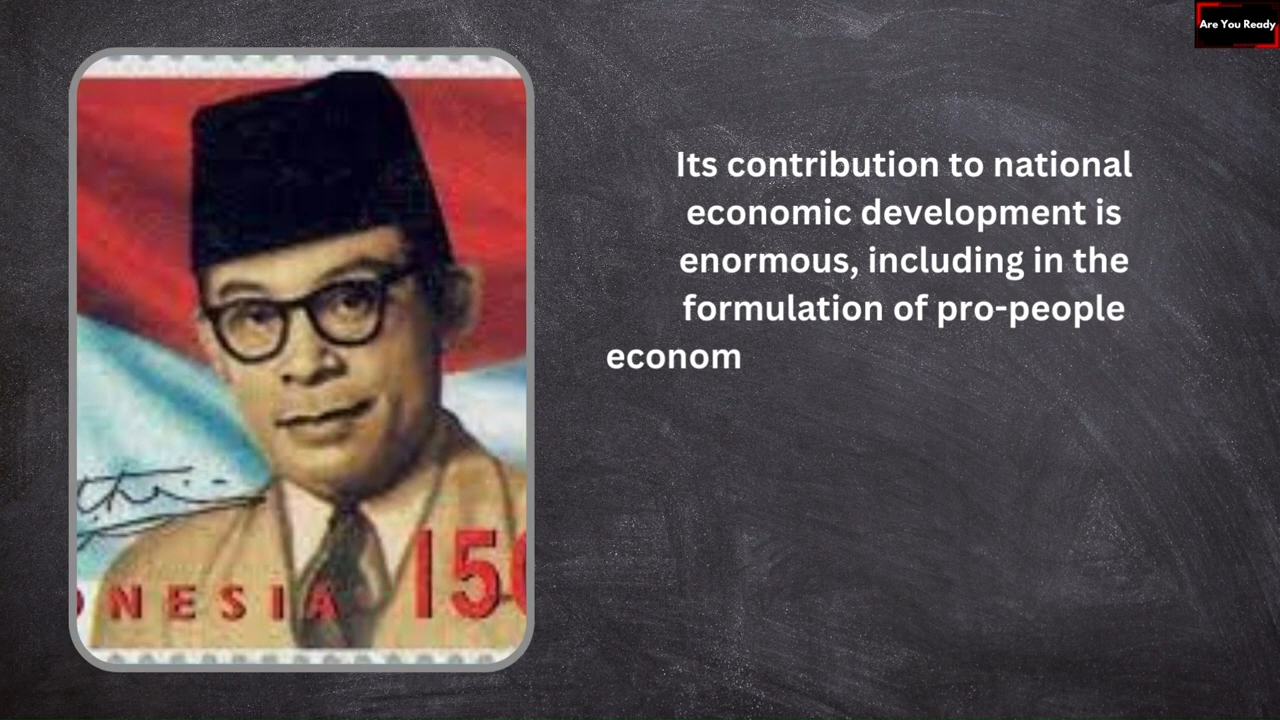 Are You Ready
Its contribution to national
economic development is
enormous, including in the
formulation of pro-people
econom
NESIA
15